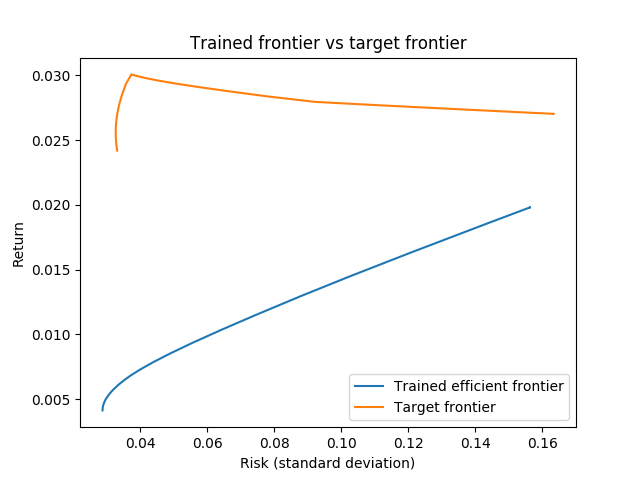 Trained frontier vs target frontier
0.030
0.025
0.020
0.015
0.010
0.005
Return
Trained efficient frontier
Target frontier
0.04 0.06 0.08 0.10 0.12 0.14 0.16
Risk (standard deviation)